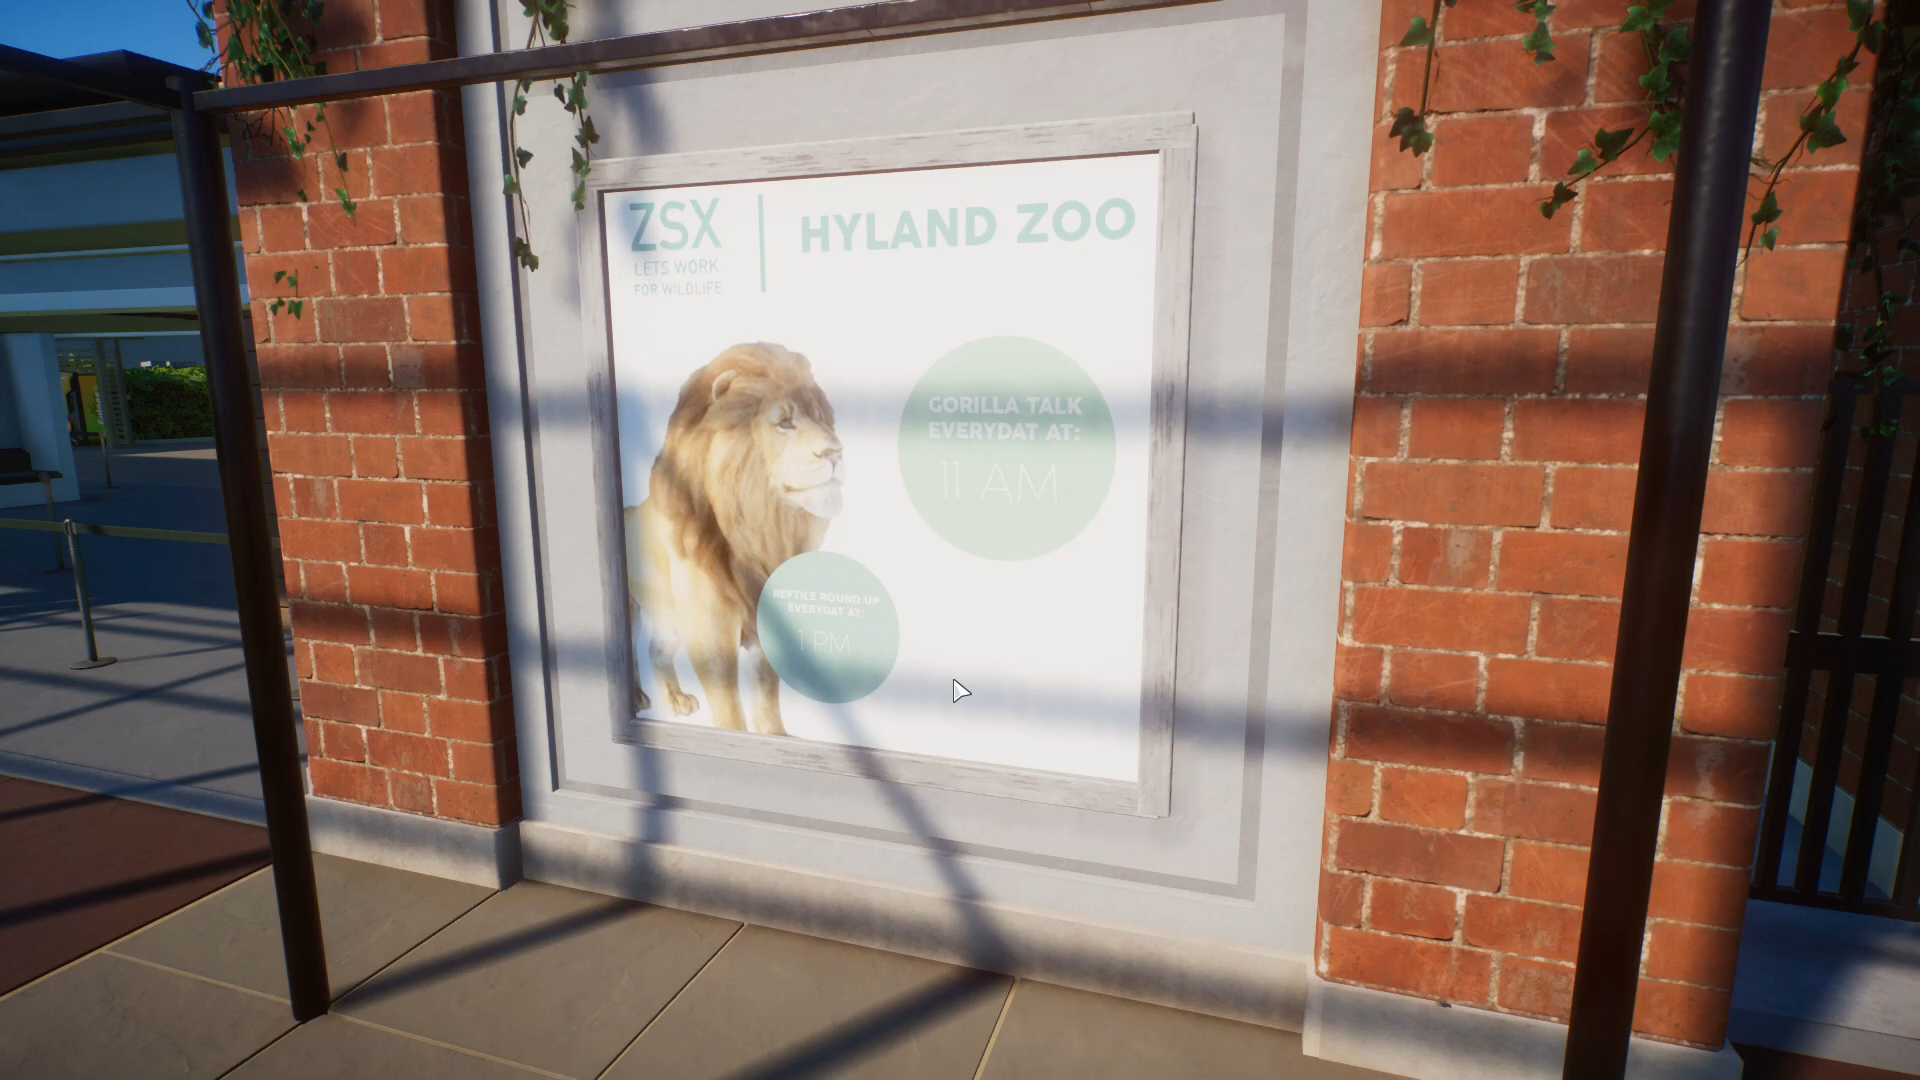 ZSX
LETS WORK
FOR WILDLIFE
HYLAND ZOO
GORILLA TALK
EVERYDAT AT:
11 AM
REPTILE ROUND UP
EVERYDAT AT:
1 PM